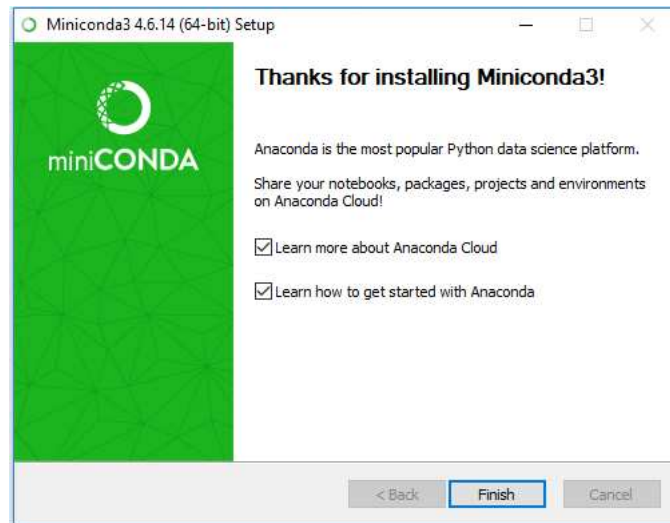 Miniconda3 4.6.14 (64-bit) Setup
Thanks for installing Miniconda3!
miniCONDA
Anaconda is the most popular Python data science platform.
Share your notebooks, packages, projects and environments
on Anaconda Cloud!
Learn more about Anaconda Cloud
Learn how to get started with Anaconda
< Back
Finish
Cancel